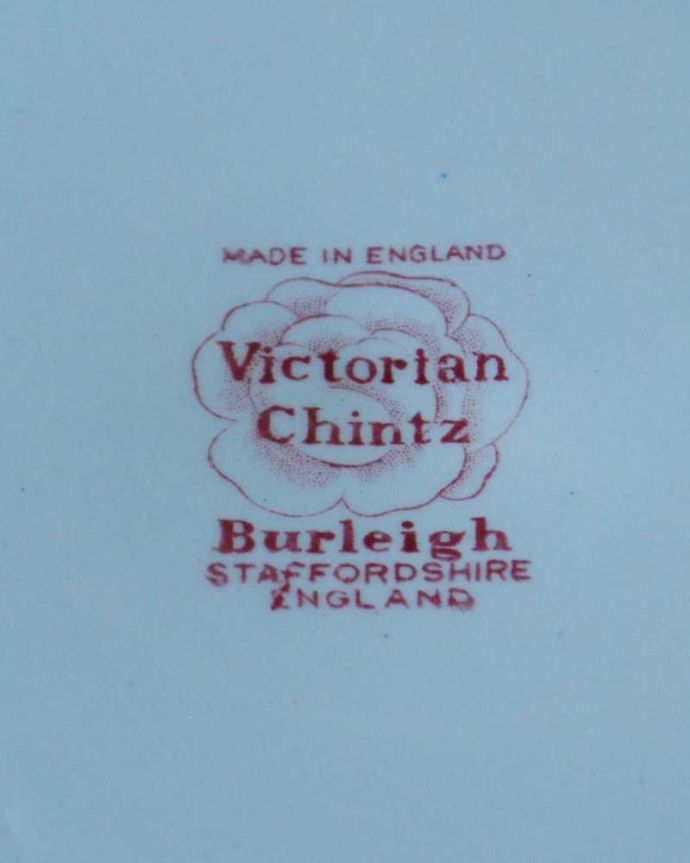 MADE IN ENGLAND
Victorian
Chintz
Burleigh
STAFFORDSHIRE
ENGLAND